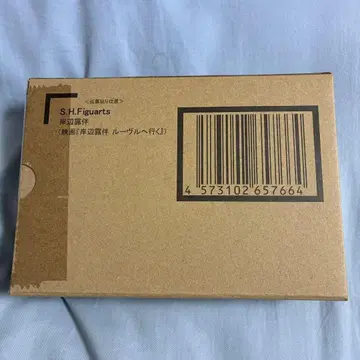 S.H.Figuarts
岸辺露伴
(映画『岸辺露伴 ルーヴルへ行く』)
4 573102 657664